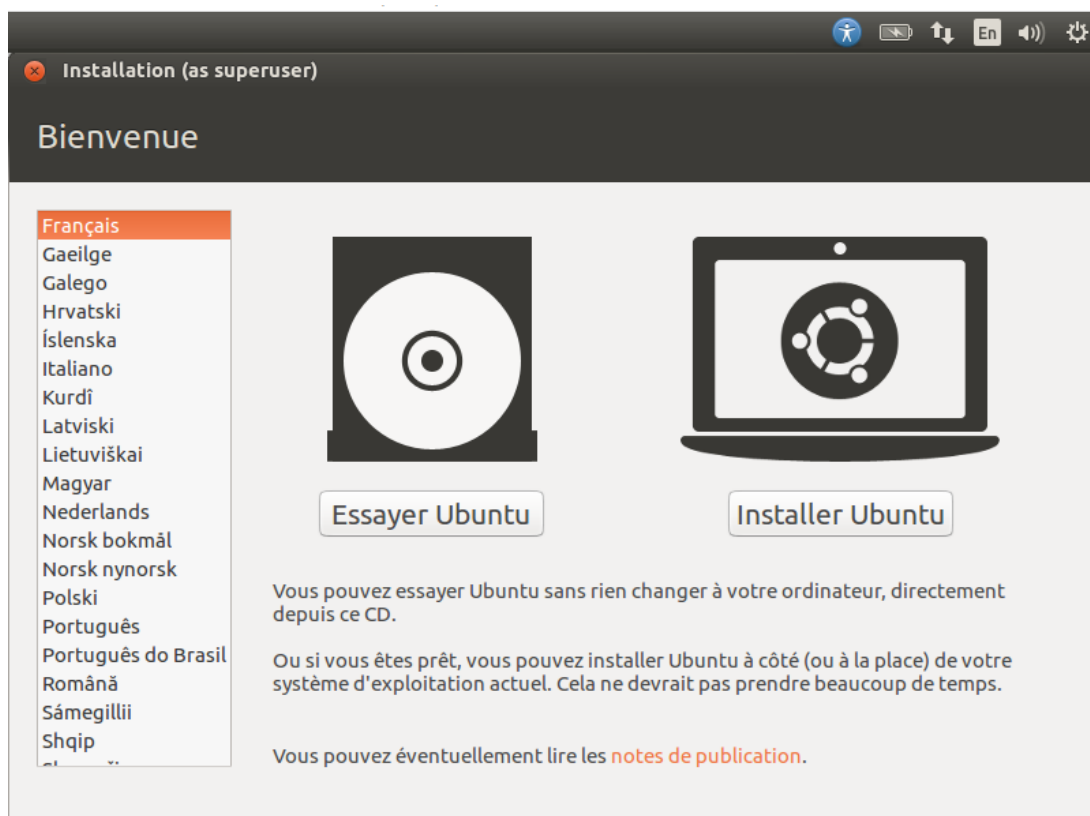 En
Installation (as superuser)
Bienvenue
Français
Gaeilge
Galego
Hrvatski
Íslenska
Italiano
Kurdî
Latviski
Lietuviškai
Magyar
Nederlands
Norsk bokmål
Norsk nynorsk
Polski
Português
Português do Brasil
Română
Sámegillii
Shqip
Essayer Ubuntu
Installer Ubuntu
Vous pouvez essayer Ubuntu sans rien changer à votre ordinateur, directement
depuis ce CD.
Ou si vous êtes prêt, vous pouvez installer Ubuntu à côté (ou à la place) de votre
système d'exploitation actuel. Cela ne devrait pas prendre beaucoup de temps.
Vous pouvez éventuellement lire les notes de publication.